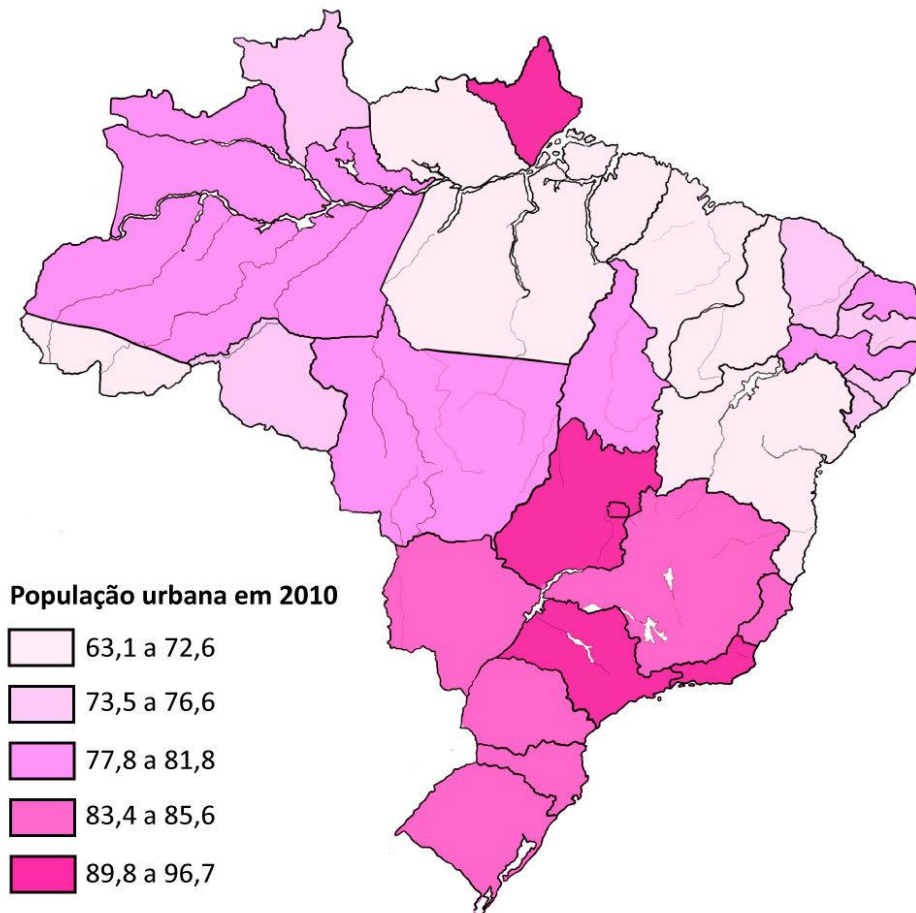 População urbana em 2010
63,1 a 72,6
73,5 a 76,6
77,8 a 81,8
83,4 a 85,6
89,8 a 96,7